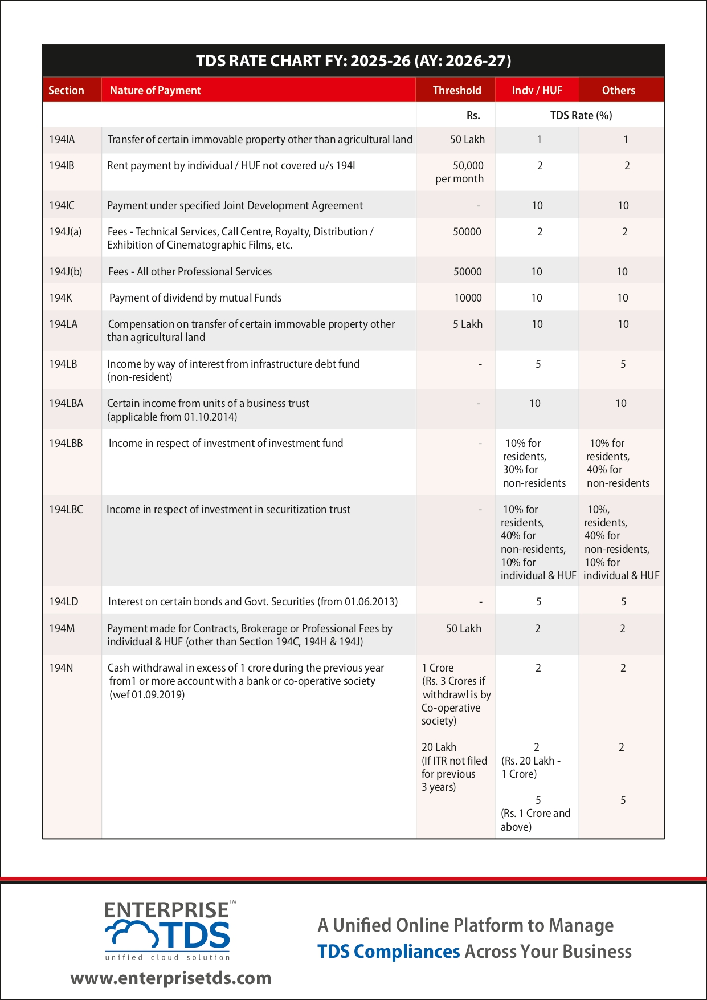 TDS RATE CHART FY: 2025-26 (AY: 2026-27)
Section Nature of Payment Threshold Indv / HUF Others
Rs. TDS Rate (%)
194IA Transfer of certain immovable property other than agricultural land 50 Lakh 1 1
194IB Rent payment by individual / HUF not covered u/s 194I 50,000 2 2
per month
194IC Payment under specified Joint Development Agreement - 10 10
194J(a) Fees - Technical Services, Call Centre, Royalty, Distribution / 50000 2 2
Exhibition of Cinematographic Films, etc.
194J(b) Fees - All other Professional Services 50000 10 10
194K Payment of dividend by mutual Funds 10000 10 10
194LA Compensation on transfer of certain immovable property other 5 Lakh 10 10
than agricultural land
194LB Income by way of interest from infrastructure debt fund - 5 5
(non-resident)
194LBA Certain income from units of a business trust - 10 10
(applicable from 01.10.2014)
194LBB Income in respect of investment of investment fund - 10% for 10% for
residents, residents,
30% for 40% for
non-residents non-residents
194LBC Income in respect of investment in securitization trust - 10% for 10%,
residents, residents,
40% for 40% for
non-residents, non-residents,
10% for 10% for
individual & HUF individual & HUF
194LD Interest on certain bonds and Govt. Securities (from 01.06.2013) - 5 5
194M Payment made for Contracts, Brokerage or Professional Fees by 50 Lakh 2 2
individual & HUF (other than Section 194C, 194H & 194J)
194N Cash withdrawal in excess of 1 crore during the previous year 1 Crore 2 2
from1 or more account with a bank or co-operative society (Rs. 3 Crores if
(wef 01.09.2019) withdrawl is by
Co-operative
society)
20 Lakh 2 2
(If ITR not filed (Rs. 20 Lakh -
for previous 1 Crore)
3 years)
5 5
(Rs. 1 Crore and
above)
ENTERPRISE™
TDS
unified cloud solution
www.enterprisetds.com
A Unified Online Platform to Manage
TDS Compliances Across Your Business